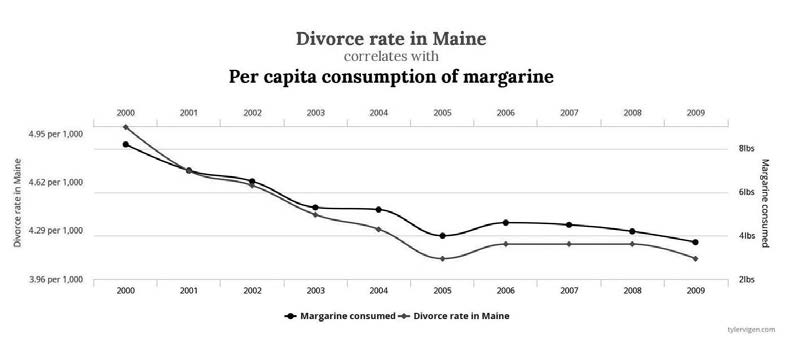 Divorce rate in Maine
correlates with
Per capita consumption of margarine
2000 2001 2002 2003 2004 2005 2006 2007 2008 2009
Divorce rate in Maine
4.95 per 1,000
4.62 per 1,000
4.29 per 1,000
3.96 per 1,000
8lbs
6lbs
4lbs
2lbs
Margarine consumed
2000 2001 2002 2003 2004 2005 2006 2007 2008 2009
Margarine consumed Divorce rate in Maine
tylervigen.com